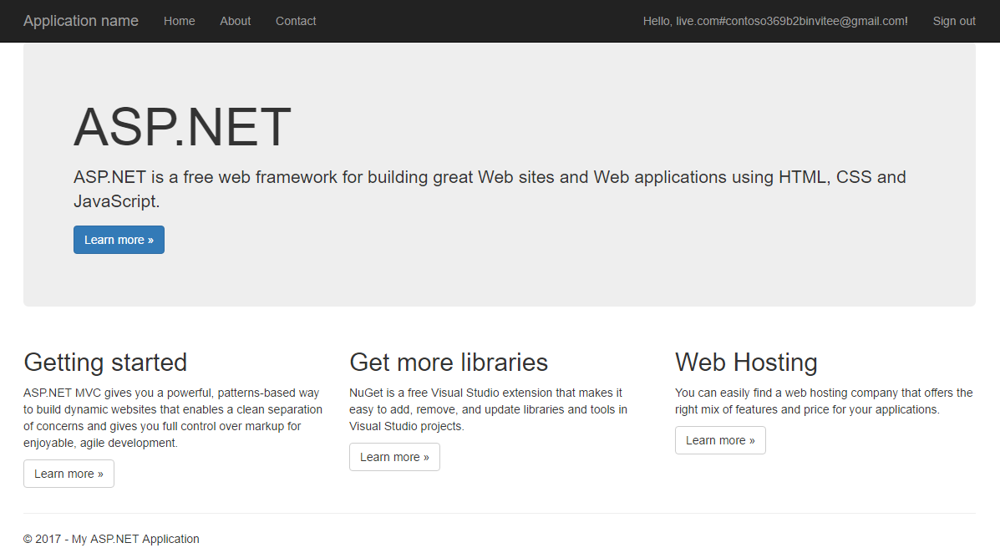 Application name Home About Contact Hello, live.com#contoso369b2binvitee@gmail.com! Sign out
ASP.NET
ASP.NET is a free web framework for building great Web sites and Web applications using HTML, CSS and
JavaScript.
Learn more »
Getting started
ASP.NET MVC gives you a powerful, patterns-based way
to build dynamic websites that enables a clean separation
of concerns and gives you full control over markup for
enjoyable, agile development.
Learn more »
Get more libraries
NuGet is a free Visual Studio extension that makes it
easy to add, remove, and update libraries and tools in
Visual Studio projects.
Learn more »
Web Hosting
You can easily find a web hosting company that offers the
right mix of features and price for your applications.
Learn more »
© 2017 - My ASP.NET Application